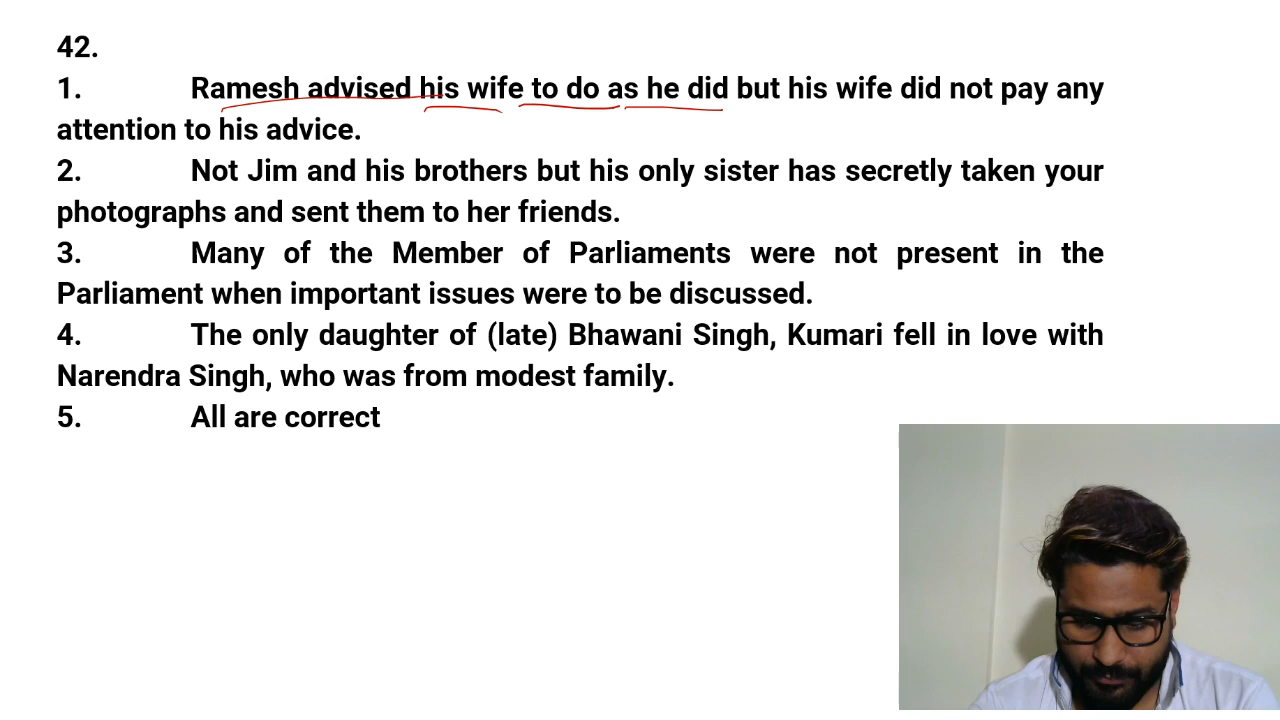 42.
1. Ramesh advised his wife to do as he did but his wife did not pay any
attention to his advice.
2. Not Jim and his brothers but his only sister has secretly taken your
photographs and sent them to her friends.
3. Many of the Member of Parliaments were not present in the
Parliament when important issues were to be discussed.
4. The only daughter of (late) Bhawani Singh, Kumari fell in love with
Narendra Singh, who was from modest family.
5. All are correct